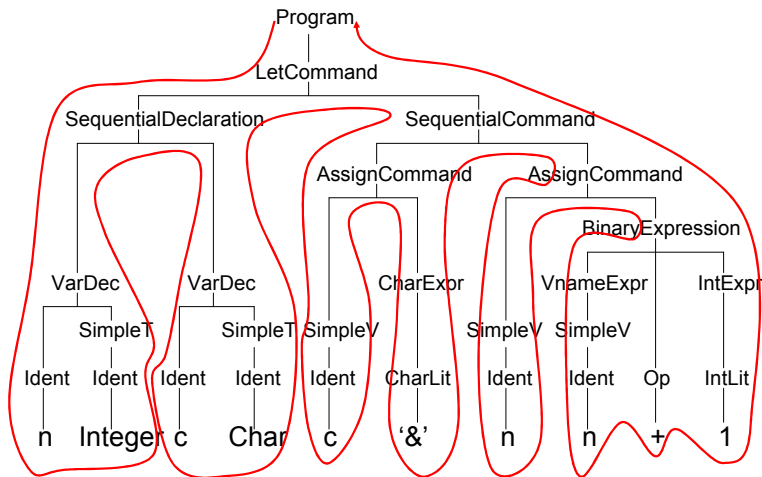 Program
LetCommand
SequentialDeclaration SequentialCommand
AssignCommand AssignCommand
BinaryExpression
VarDec VarDec CharExpr VnameExpr IntExpr
SimpleT SimpleT SimpleV SimpleV SimpleV
Ident Ident Ident Ident Ident CharLit Ident Ident Op IntLit
n Integer c Char c ‘&’ n n + 1